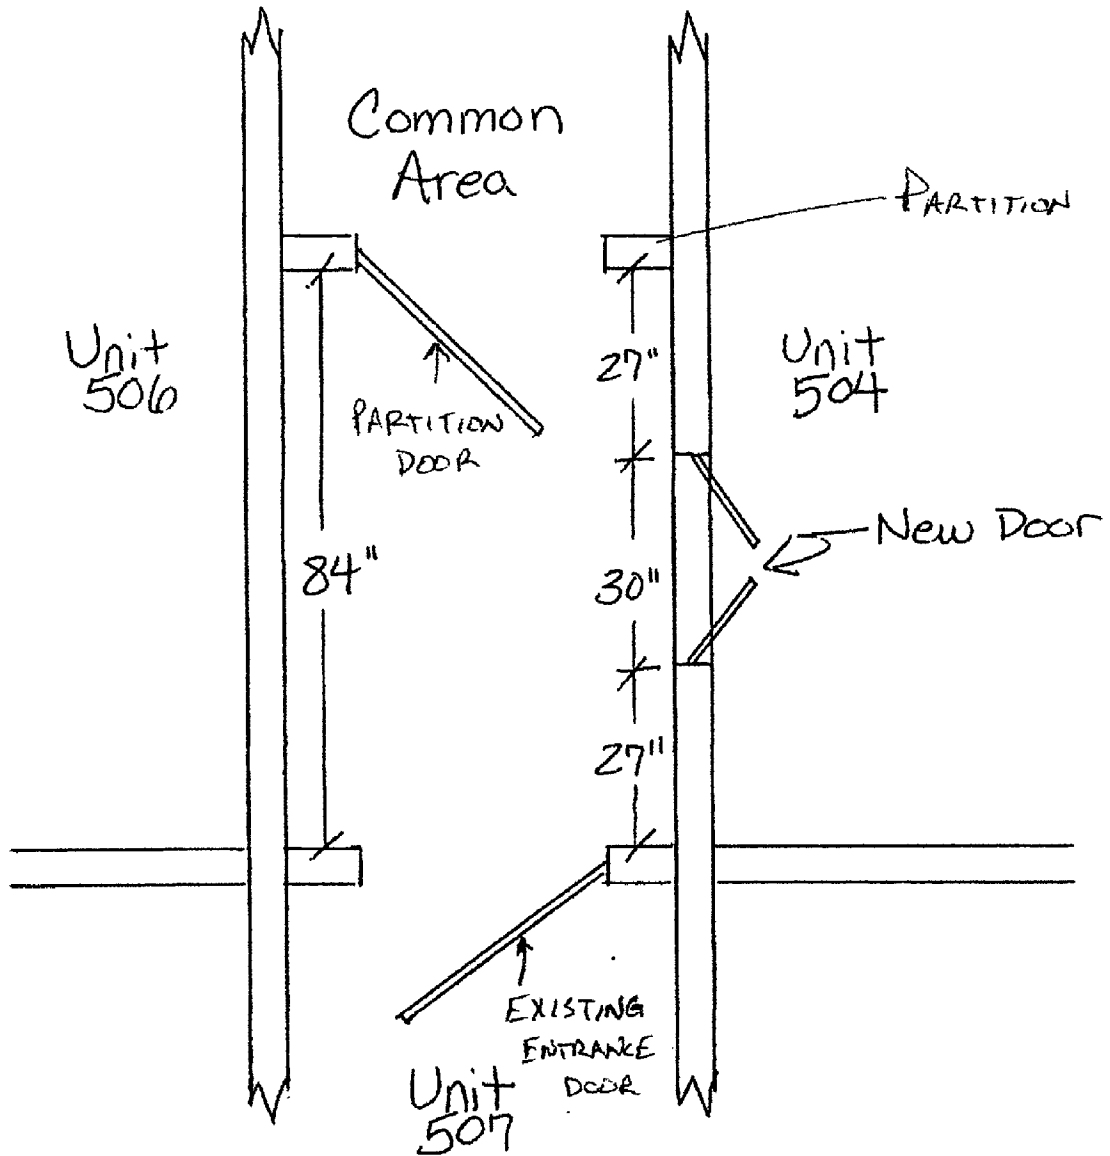 Common
Area
PARTITION
Unit
506
27"
Unit
504
PARTITION
DOOR
New Door
84"
30"
27"
EXISTING
ENTRANCE
DOOR
Unit
507